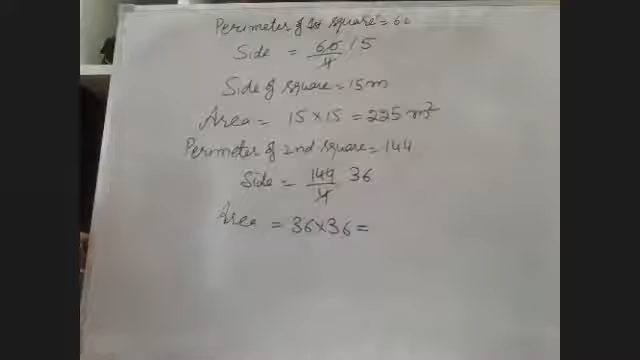 Perimeter of 1st square = 60
Side = 60/4 15
Side of square = 15m
Area = 15 × 15 = 225 m²
Perimeter of 2nd square = 144
Side = 144/4 36
Area = 36 × 36 =